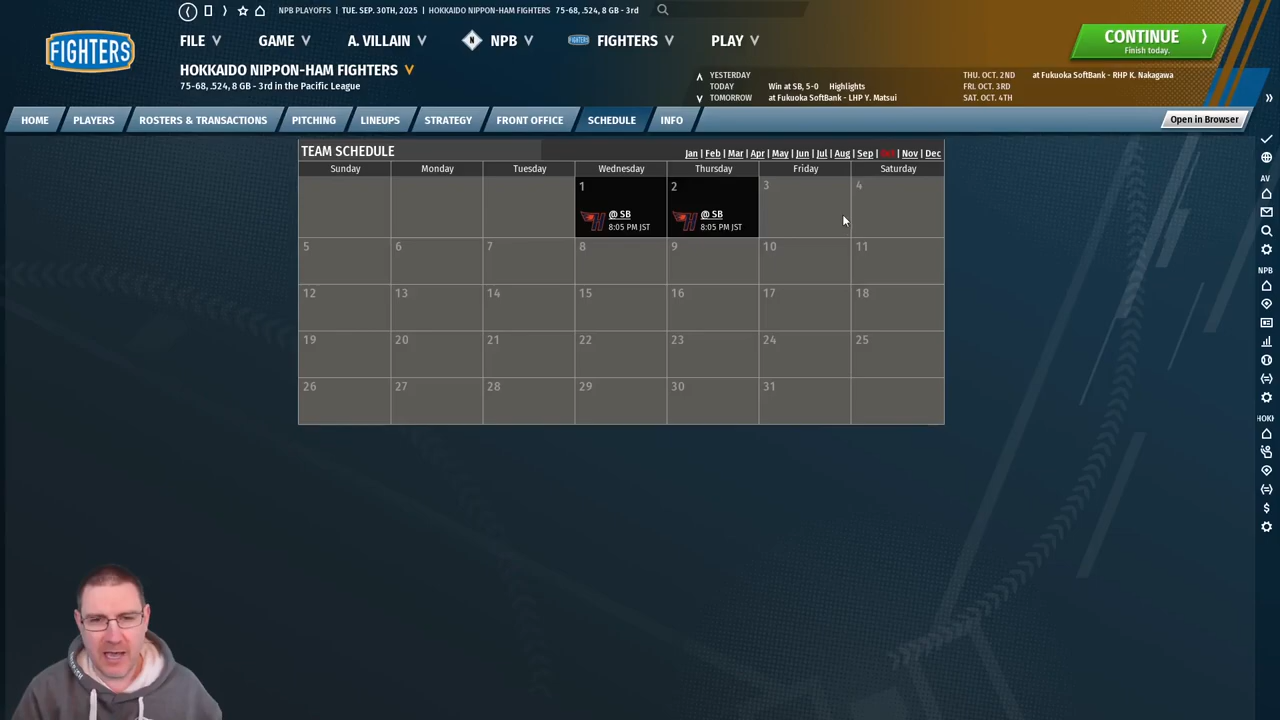 NPB PLAYOFFS | TUE. SEP. 30TH, 2025 | HOKKAIDO NIPPON-HAM FIGHTERS 75-68, .524, 8 GB - 3rd
FIGHTERS
FILE GAME A. VILLAIN NPB FIGHTERS PLAY
CONTINUE
Finish today.
HOKKAIDO NIPPON-HAM FIGHTERS
75-68, .524, 8 GB - 3rd in the Pacific League
YESTERDAY THU. OCT. 2ND at Fukuoka SoftBank - RHP K. Nakagawa
TODAY Win at SB, 5-0 Highlights FRI. OCT. 3RD
TOMORROW at Fukuoka SoftBank - LHP Y. Matsui SAT. OCT. 4TH
HOME PLAYERS ROSTERS & TRANSACTIONS PITCHING LINEUPS STRATEGY FRONT OFFICE SCHEDULE INFO Open in Browser
TEAM SCHEDULE Jan | Feb | Mar | Apr | May | Jun | Jul | Aug | Sep | Oct | Nov | Dec
Sunday Monday Tuesday Wednesday Thursday Friday Saturday
1 2 3 4
@ SB @ SB
8:05 PM JST 8:05 PM JST
5 6 7 8 9 10 11
12 13 14 15 16 17 18
19 20 21 22 23 24 25
26 27 28 29 30 31
AV
NPB
HOKK